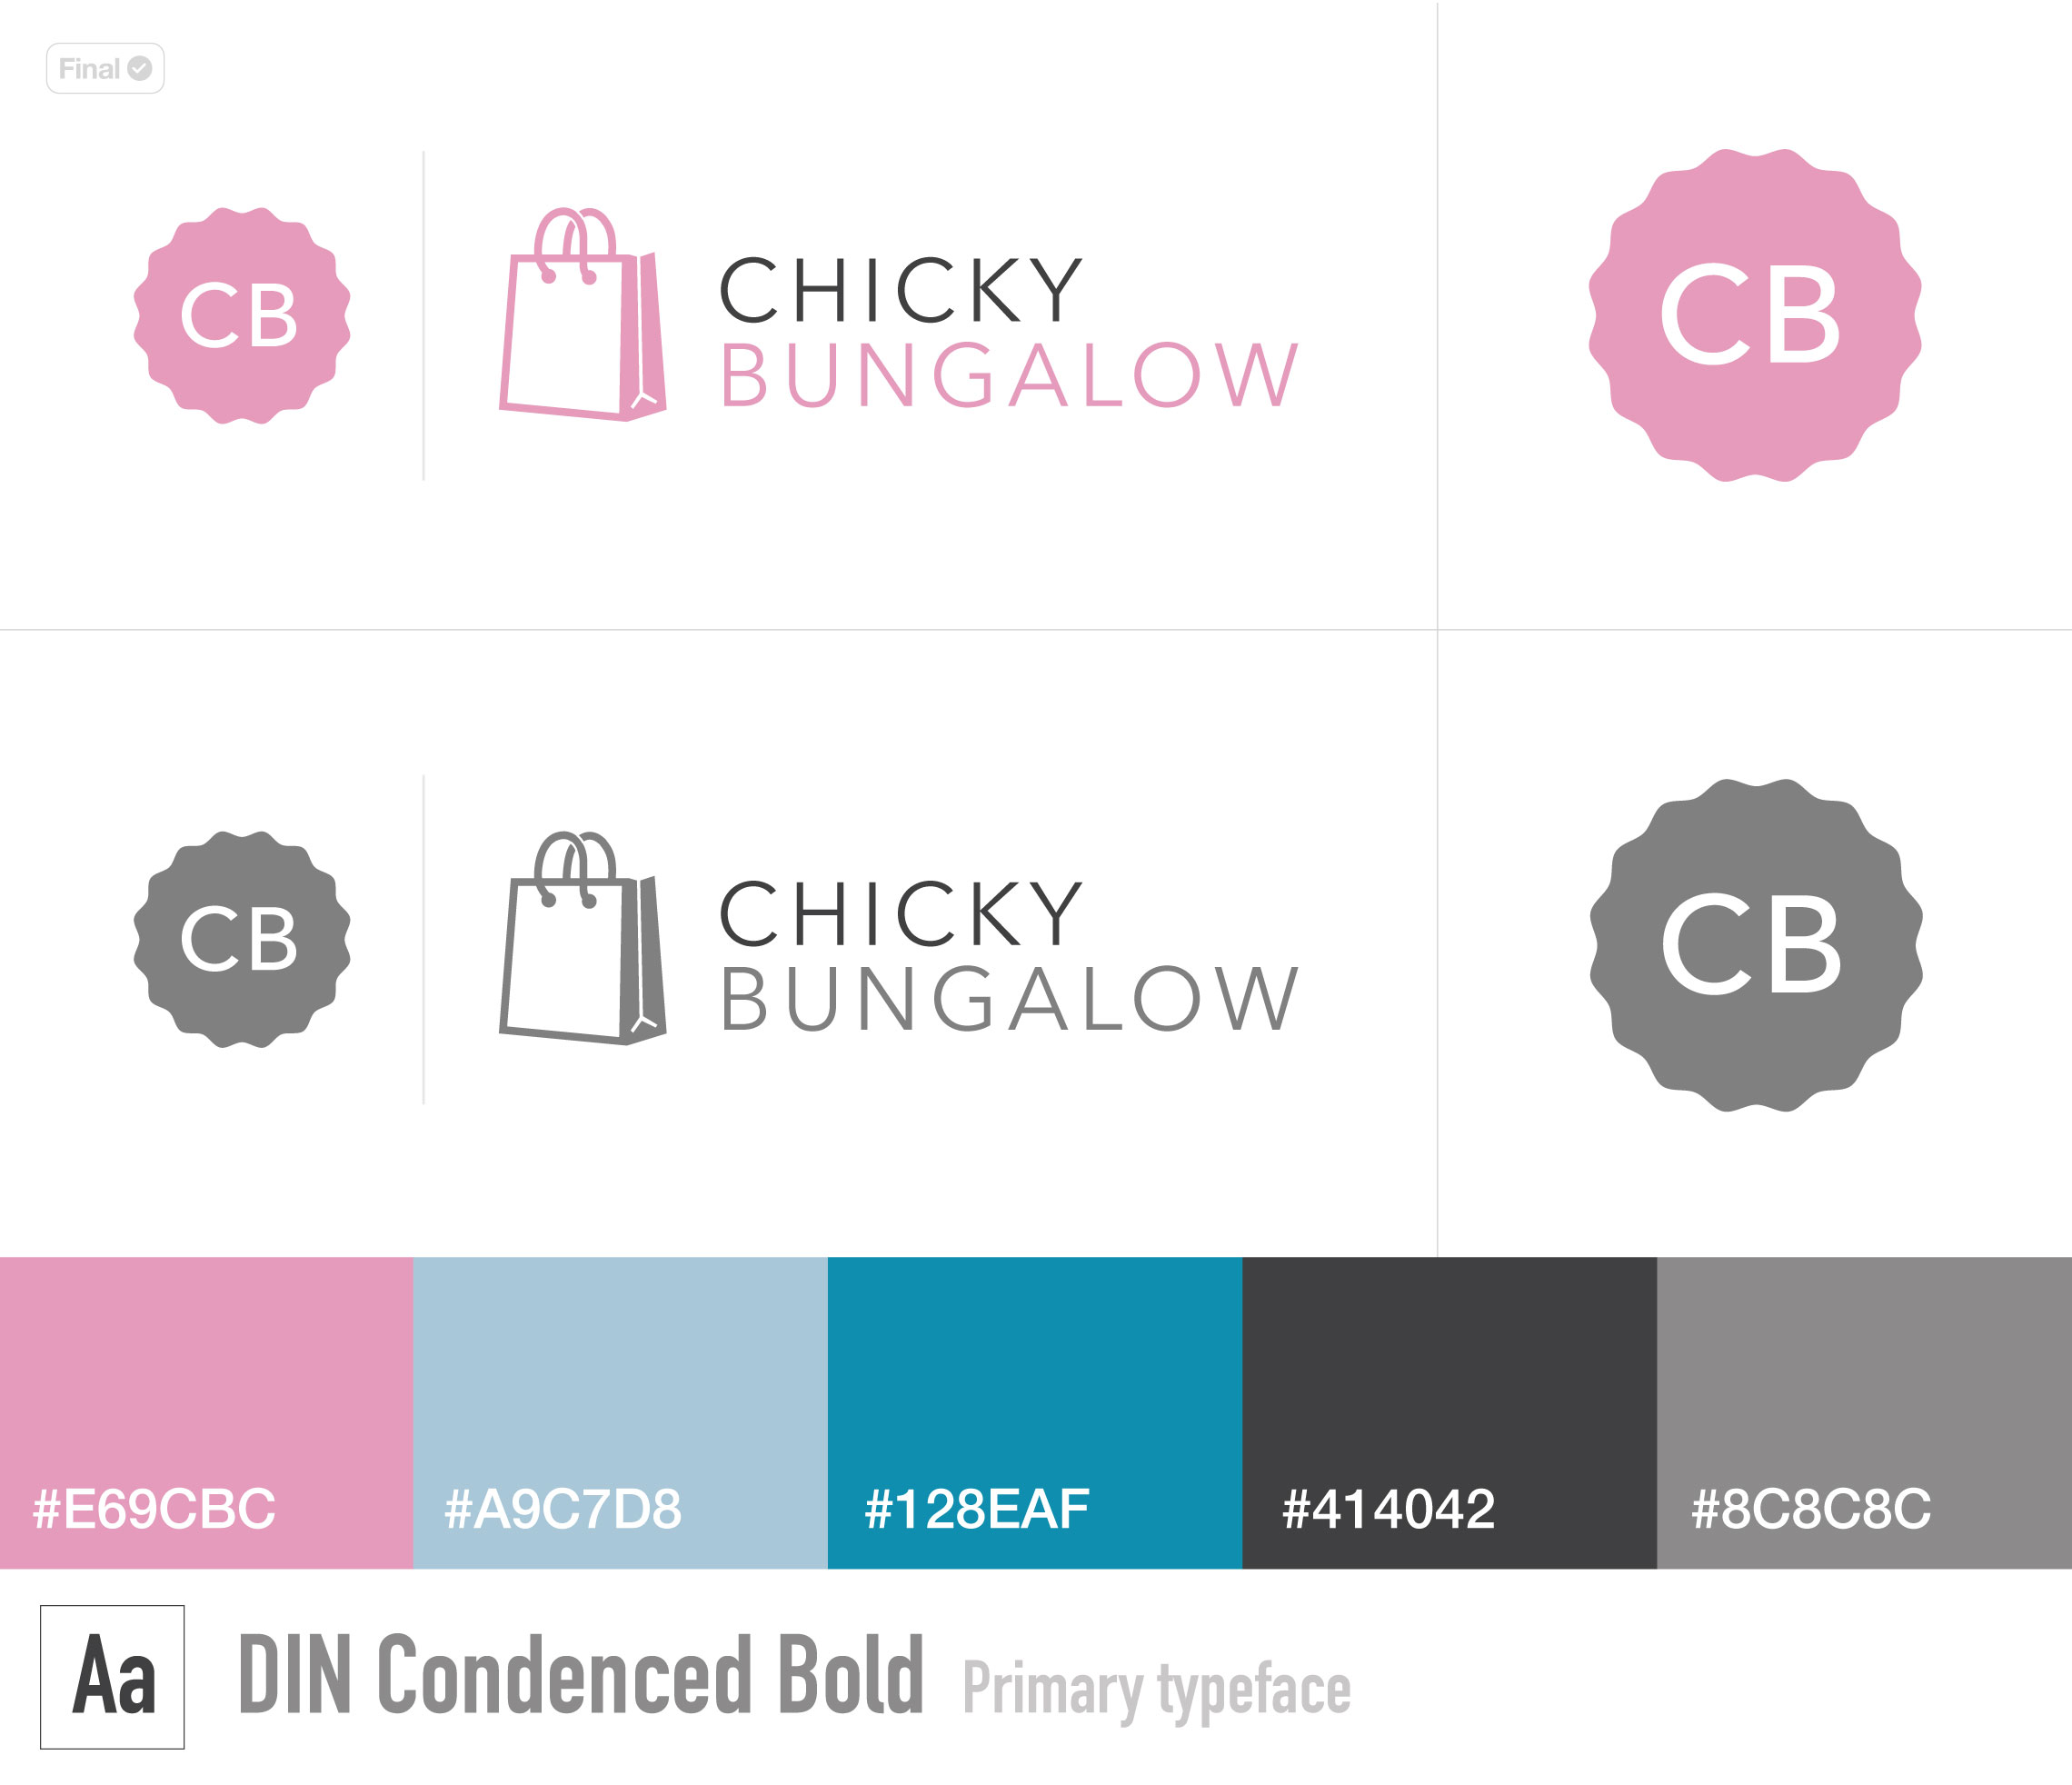 Final
CB
CHICKY
BUNGALOW
CB
CB
CHICKY
BUNGALOW
CB
#E69CBC
#A9C7D8
#128EAF
#414042
#8C8C8C
Aa
DIN Condenced Bold
Primary typeface